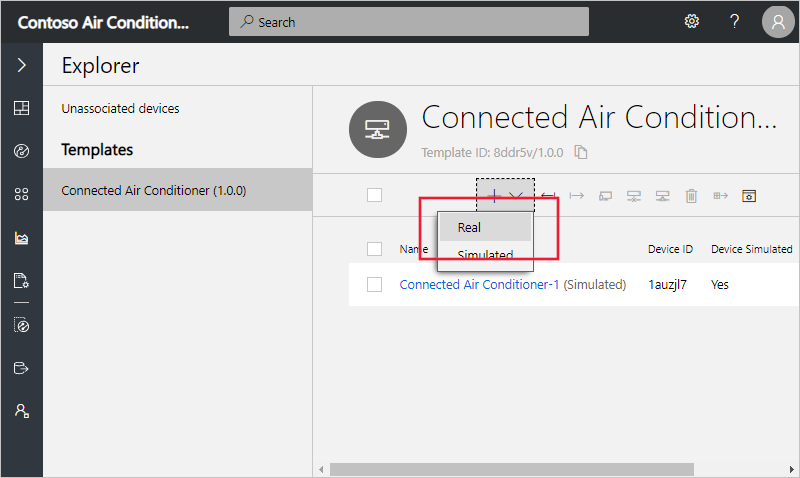 Contoso Air Condition...
Search
?
Explorer
Unassociated devices
Templates
Connected Air Conditioner (1.0.0)
Connected Air Condition...
Template ID: 8ddr5v/1.0.0
Real
Simulated
Name
Device ID
Device Simulated
Connected Air Conditioner-1 (Simulated)
1auzjl7
Yes